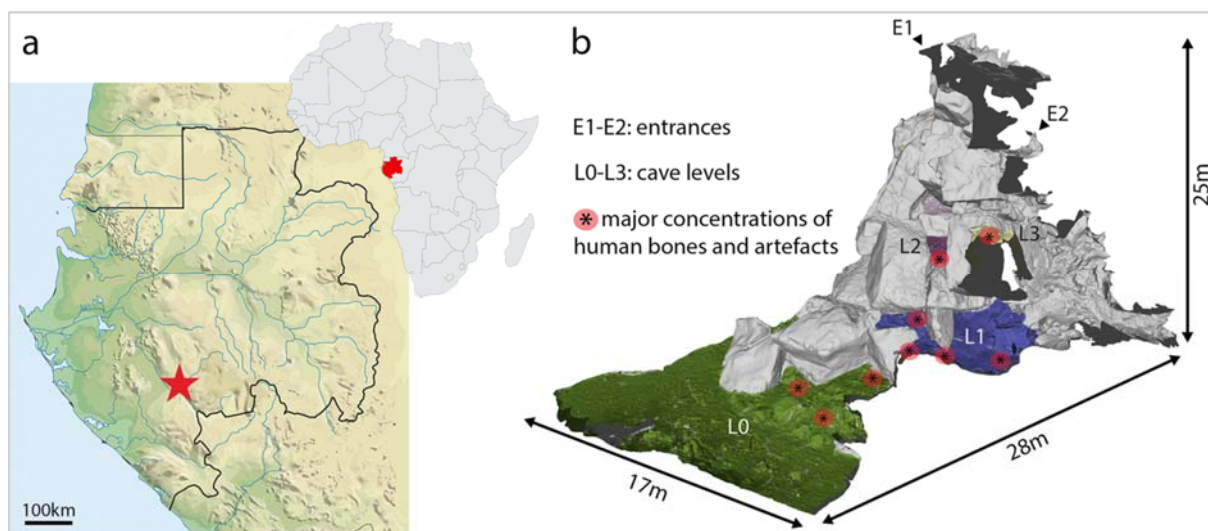 a
100km
b
E1
E2
E1-E2: entrances
L0-L3: cave levels
* major concentrations of
human bones and artefacts
L2
L3
L1
L0
25m
28m
17m